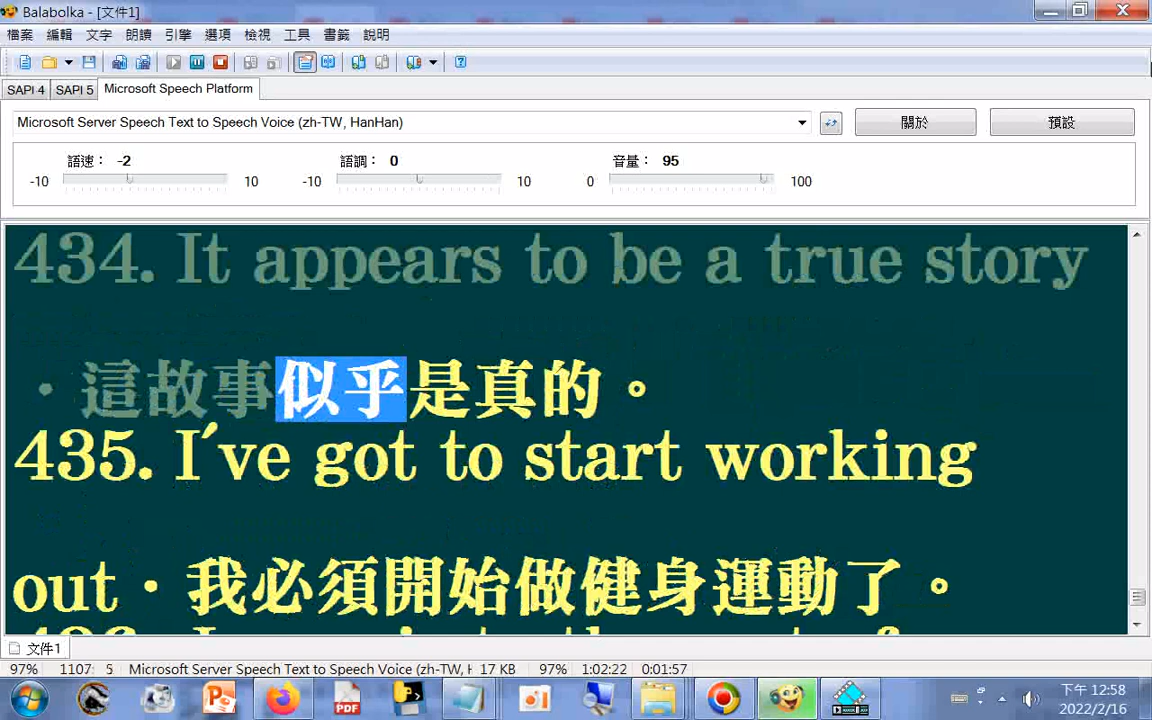 Balabolka - [文件1]
檔案 編輯 文字 朗讀 引擎 選項 檢視 工具 書籤 說明
SAPI 4 SAPI 5 Microsoft Speech Platform
Microsoft Server Speech Text to Speech Voice (zh-TW, HanHan) 關於 預設
語速： -2 語調： 0 音量： 95
-10 10 -10 10 0 100
434. It appears to be a true story
· 這故事似乎是真的。
435. I've got to start working
out · 我必須開始做健身運動了。
文件1
97% 1107: 5 Microsoft Server Speech Text to Speech Voice (zh-TW, 17 KB 97% 1:02:22 0:01:57
PDF
下午 12:58
2022/2/16